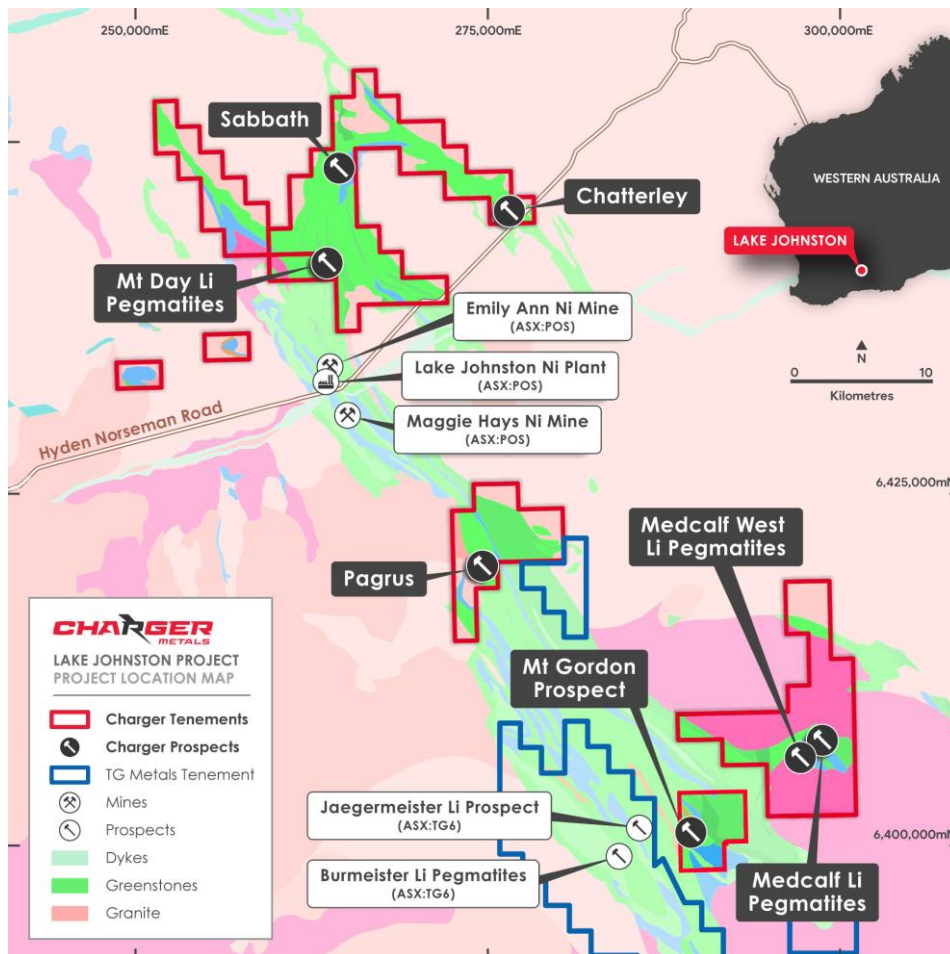 250,000mE
275,000mE
300,000mE
Sabbath
WESTERN AUSTRALIA
Chatterley
LAKE JOHNSTON
Mt Day Li
Pegmatites
Emily Ann Ni Mine
(ASX:POS)
N
Lake Johnston Ni Plant
(ASX:POS)
0
10
Kilometres
Hyden Norseman Road
Maggie Hays Ni Mine
(ASX:POS)
6,425,000mN
Medcalf West
Li Pegmatites
Pagrus
CHARGER
METALS
LAKE JOHNSTON PROJECT
PROJECT LOCATION MAP
Mt Gordon
Prospect
Charger Tenements
Charger Prospects
TG Metals Tenement
Mines
Prospects
Dykes
Greenstones
Granite
Jaegermeister Li Prospect
(ASX:TG6)
6,400,000mN
Burmeister Li Pegmatites
(ASX:TG6)
Medcalf Li
Pegmatites